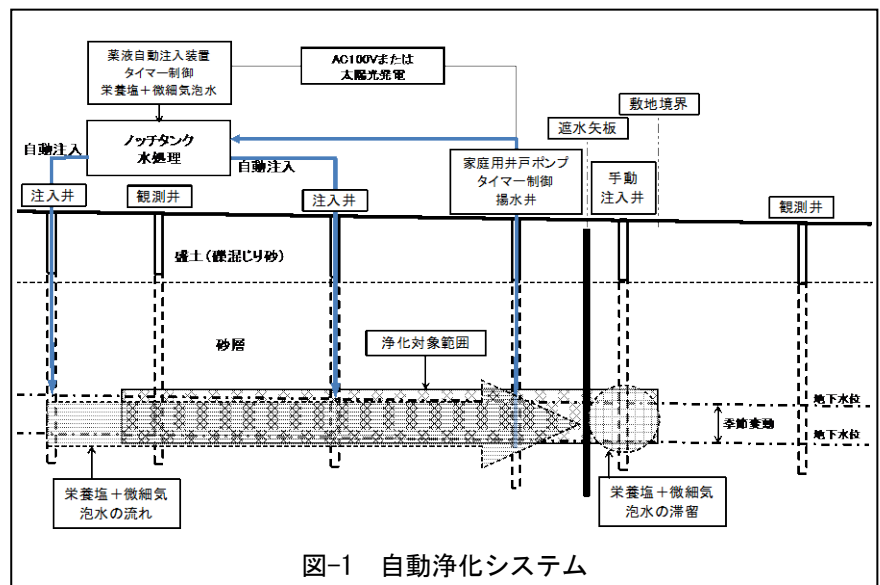 薬液自動注入装置
タイマー制御
栄養塩＋微細気泡水
AC100Vまたは
太陽光発電
敷地境界
遮水矢板
ノッチタンク
水処理
自動注入
自動注入
家庭用井戸ポンプ
タイマー制御
揚水井
手動
注入井
注入井
観測井
注入井
観測井
盛土(礫混じり砂)
砂層
浄化対象範囲
地下水位
季節変動
地下水位
栄養塩＋微細気
泡水の流れ
栄養塩＋微細気
泡水の滞留
図-1 自動浄化システム